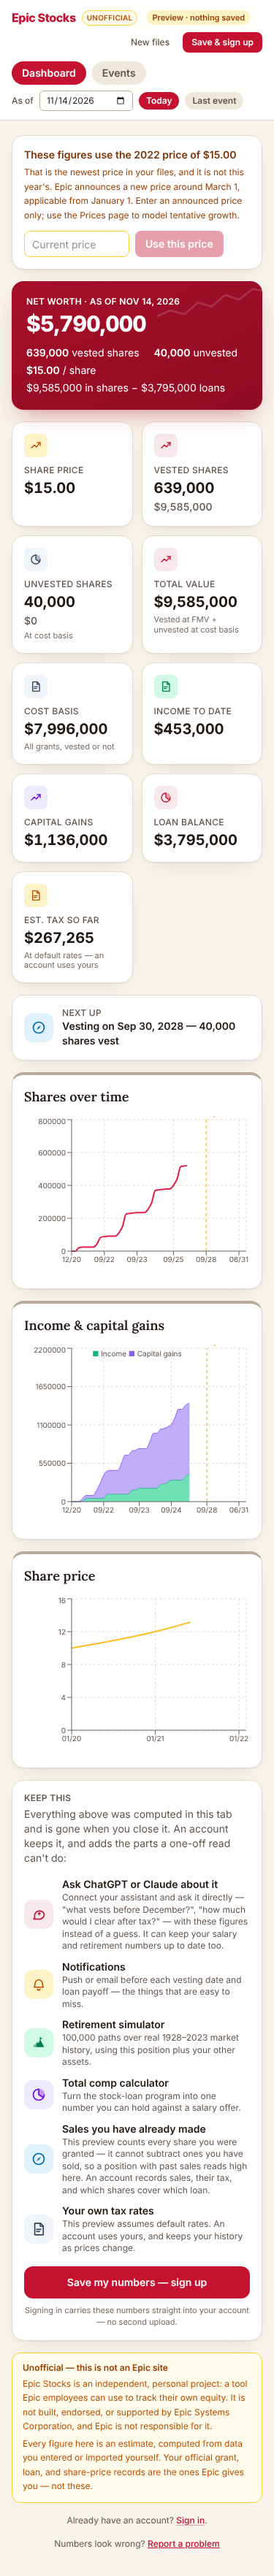 Epic Stocks UNOFFICIAL Preview · nothing saved
New files Save & sign up
Dashboard Events
As of 11/14/2026 Today Last event
These figures use the 2022 price of $15.00
That is the newest price in your files, and it is not this
year's. Epic announces a new price around March 1,
applicable from January 1. Enter an announced price
only; use the Prices page to model tentative growth.
Current price Use this price
NET WORTH · AS OF NOV 14, 2026
$5,790,000
639,000 vested shares 40,000 unvested
$15.00 / share
$9,585,000 in shares − $3,795,000 loans
SHARE PRICE
$15.00
VESTED SHARES
639,000
$9,585,000
UNVESTED SHARES
40,000
$0
At cost basis
TOTAL VALUE
$9,585,000
Vested at FMV +
unvested at cost basis
COST BASIS
$7,996,000
All grants, vested or not
INCOME TO DATE
$453,000
CAPITAL GAINS
$1,136,000
LOAN BALANCE
$3,795,000
EST. TAX SO FAR
$267,265
At default rates — an
account uses yours
NEXT UP
Vesting on Sep 30, 2028 — 40,000
shares vest
Shares over time
800000
600000
400000
200000
0
12/20 09/22 09/23 09/25 09/28 06/31
Income & capital gains
2200000
Income Capital gains
1650000
1100000
550000
0
12/20 09/22 09/23 09/24 09/28 06/31
Share price
16
12
8
4
0
01/20 01/21 01/22
KEEP THIS
Everything above was computed in this tab
and is gone when you close it. An account
keeps it, and adds the parts a one-off read
can't do:
Ask ChatGPT or Claude about it
Connect your assistant and ask it directly —
"what vests before December?", "how much
would I clear after tax?" — with these figures
instead of a guess. It can keep your salary
and retirement numbers up to date too.
Notifications
Push or email before each vesting date and
loan payoff — the things that are easy to
miss.
Retirement simulator
100,000 paths over real 1928–2023 market
history, using this position plus your other
assets.
Total comp calculator
Turn the stock-loan program into one
number you can hold against a salary offer.
Sales you have already made
This preview counts every share you were
granted — it cannot subtract ones you have
sold, so a position with past sales reads high
here. An account records sales, their tax,
and which shares cover which loan.
Your own tax rates
This preview assumes default rates. An
account uses yours, and keeps your history
as prices change.
Save my numbers — sign up
Signing in carries these numbers straight into your account
— no second upload.
Unofficial — this is not an Epic site
Epic Stocks is an independent, personal project: a tool
Epic employees can use to track their own equity. It is
not built, endorsed, or supported by Epic Systems
Corporation, and Epic is not responsible for it.
Every figure here is an estimate, computed from data
you entered or imported yourself. Your official grant,
loan, and share-price records are the ones Epic gives
you — not these.
Already have an account? Sign in.
Numbers look wrong? Report a problem